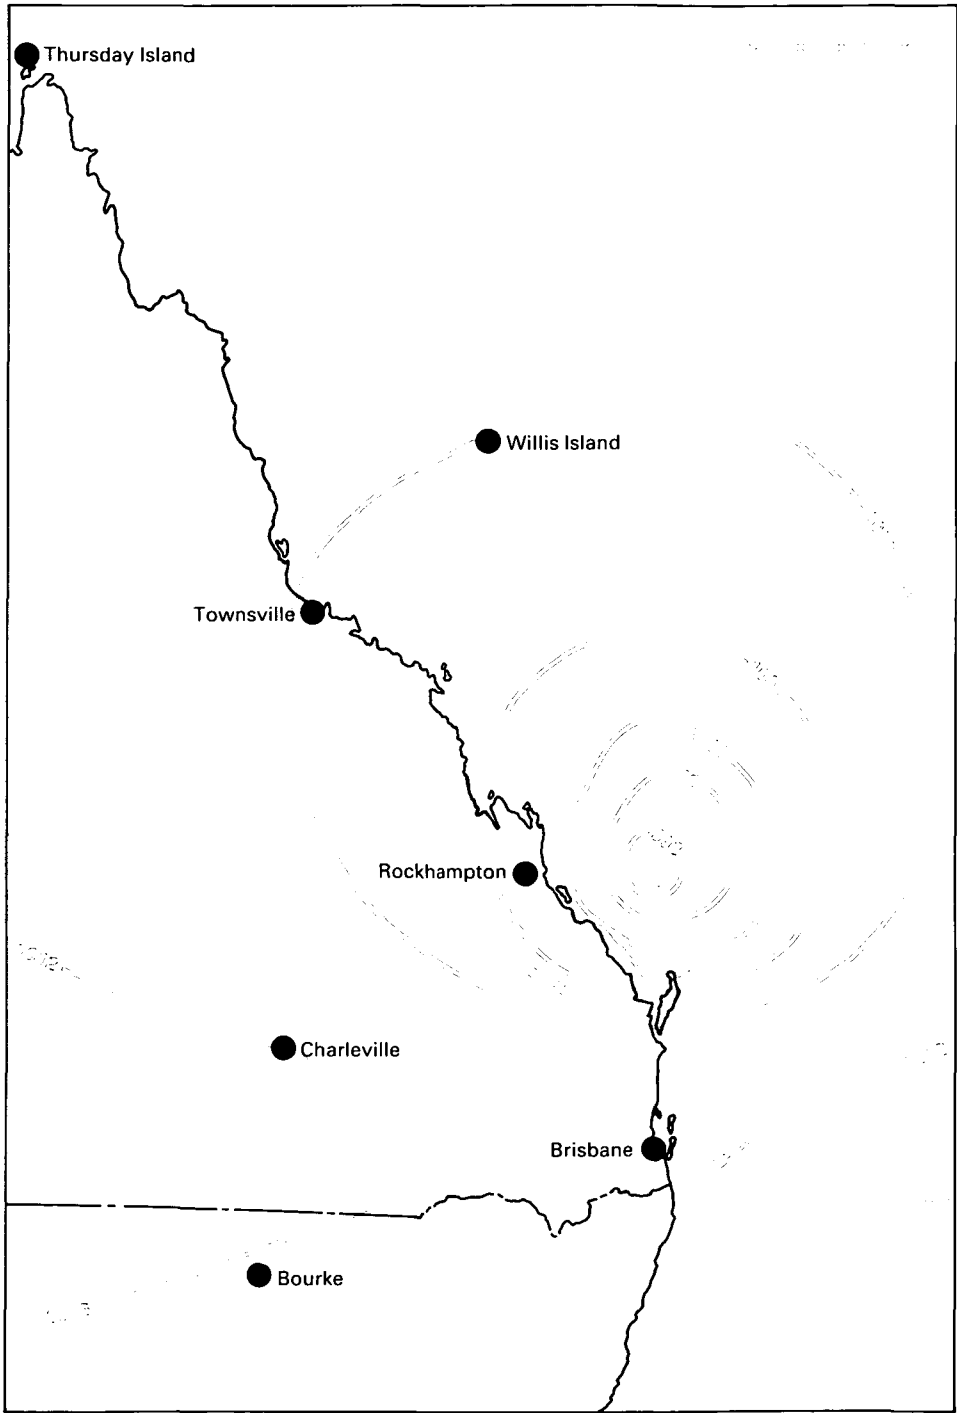 Thursday Island
Willis Island
Townsville
Rockhampton
Charleville
Brisbane
Bourke